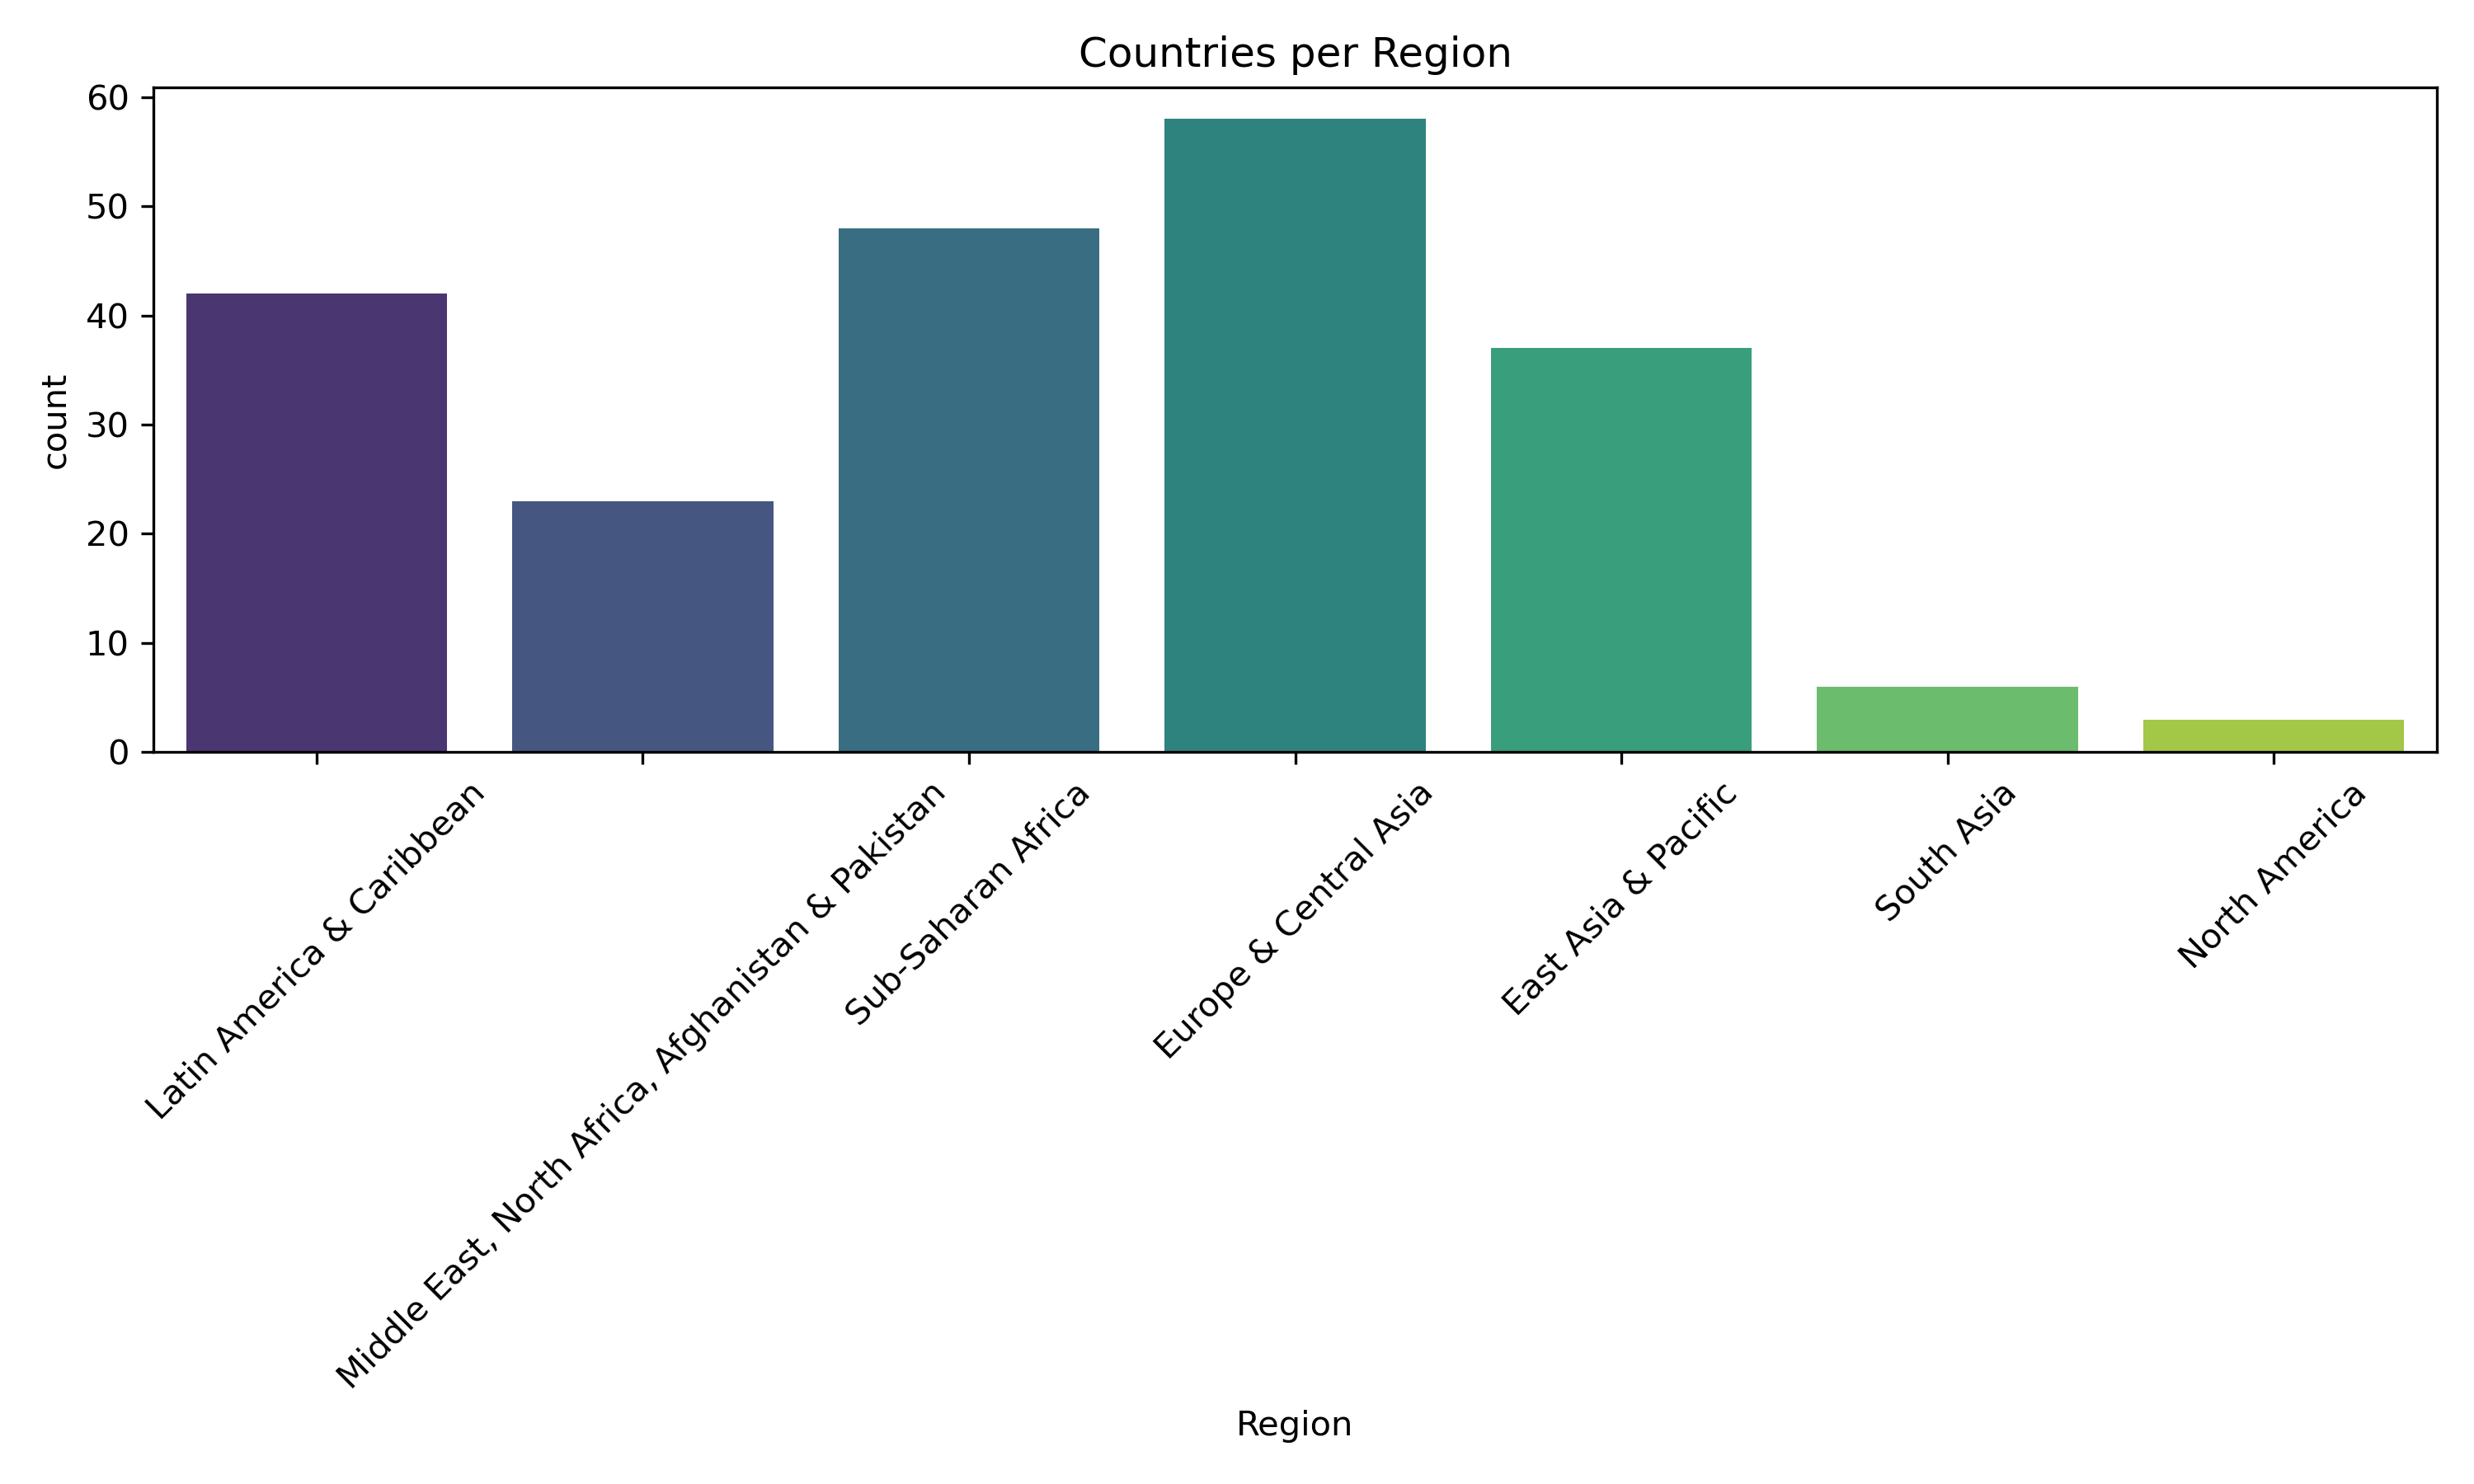 Countries per Region
60
50
40
30
20
10
0
count
Latin America & Caribbean
Middle East, North Africa, Afghanistan & Pakistan
Sub-Saharan Africa
Europe & Central Asia
East Asia & Pacific
South Asia
North America
Region